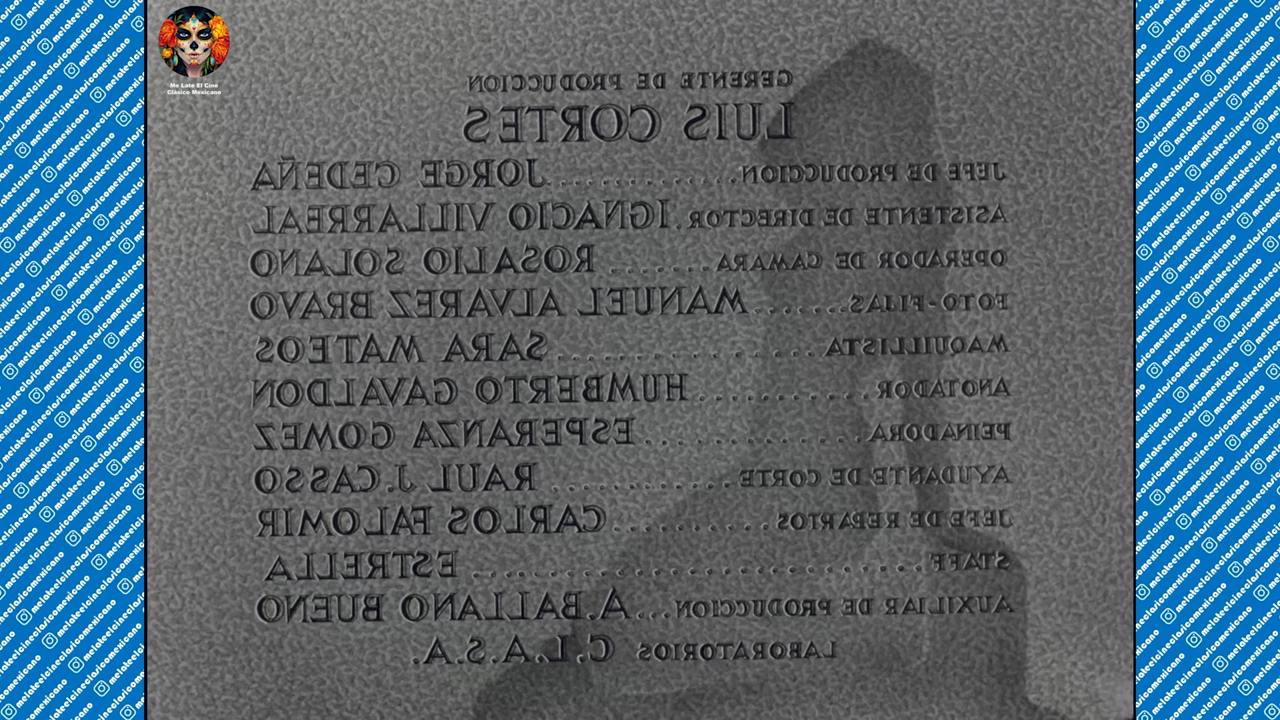 Me Late El Cine
Clásico Mexicano
GERENTE DE PRODUCCION
LUIS CORTES
JEFE DE PRODUCCION............JORGE CEDEÑA
ASISTENTE DE DIRECTOR.IGNACIO VILLARREAL
OPERADOR DE CAMARA.......ROSALIO SOLANO
FOTO-FIJAS.......MANUEL ALVAREZ BRAVO
MAQUILLISTA................SARA MATEOS
ANOTADOR..........HUMBERTO GAVALDON
PEINADORA.............ESPERANZA GOMEZ
AYUDANTE DE CORTE...........RAUL J. CASSO
JEFE DE REPARTOS..........CARLOS FALOMIR
STAFF............................ESTRELLA
AUXILIAR DE PRODUCCION...A. BALLANO BUENO
LABORATORIOS C.L.A.S.A.
melateelcineclasicomexicano